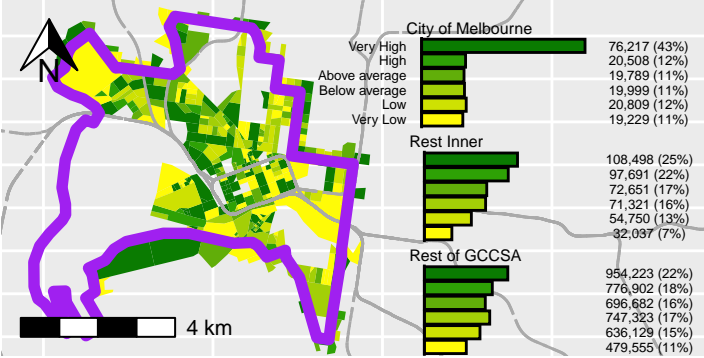 City of Melbourne
Very High 76,217 (43%)
High 20,508 (12%)
Above average 19,789 (11%)
Below average 19,999 (11%)
Low 20,809 (12%)
Very Low 19,229 (11%)
Rest Inner
108,498 (25%)
97,691 (22%)
72,651 (17%)
71,321 (16%)
54,750 (13%)
32,037 (7%)
Rest of GCCSA
954,223 (22%)
776,902 (18%)
696,682 (16%)
747,323 (17%)
636,129 (15%)
479,555 (11%)
N
4 km